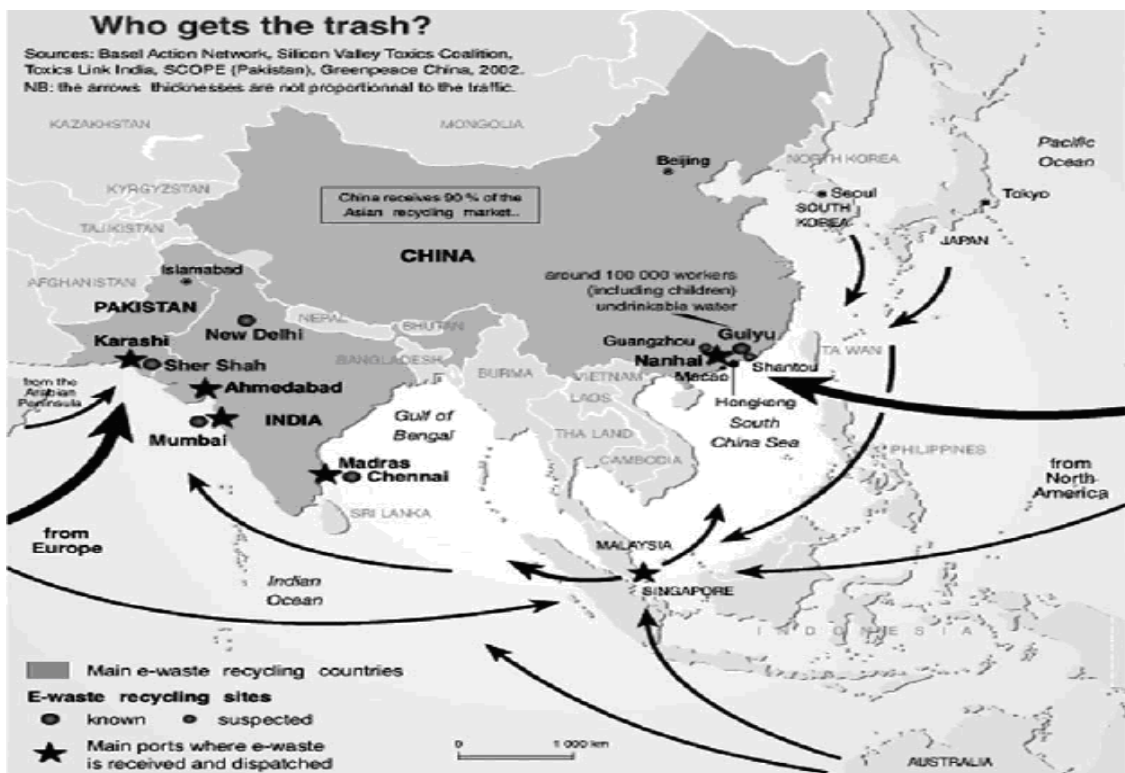 Who gets the trash?
Sources: Basel Action Network, Silicon Valley Toxics Coalition,
Toxics Link India, SCOPE (Pakistan), Greenpeace China, 2002.
NB: the arrows thicknesses are not proportionnal to the traffic.
KAZAKHSTAN
MONGOLIA
Pacific
Ocean
Beijing
NORTH KOREA
KYRGYZSTAN
China receives 90 % of the
Asian recycling market..
Seoul
Tokyo
SOUTH
KOREA
TAJIKISTAN
JAPAN
CHINA
AFGHANISTAN
Islamabad
around 100 000 workers
(including children)
undrinkable water
PAKISTAN
NEPAL
New Delhi
BHUTAN
Karashi
Guangzhou
Guiyu
Sher Shah
BANGLADESH
Nanhai
TA WAN
from the
Arabian
Peninsula
BURMA
VIETNAM
Macao
Shantou
Ahmedabad
LAOS
Hongkong
INDIA
Gulf of
Bengal
South
China Sea
Mumbai
THA LAND
PHILIPPINES
Madras
Chennai
CAMBODIA
from
North
America
SRI LANKA
from
Europe
MALAYSIA
Indian
Ocean
SINGAPORE
INDONESIA
Main e-waste recycling countries
E-waste recycling sites
known
suspected
Main ports where e-waste
is received and dispatched
0
1 000 km
AUSTRALIA